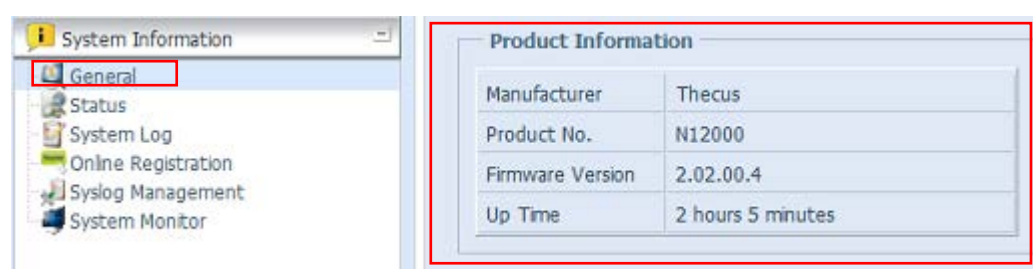 System Information
General
Status
System Log
Online Registration
Syslog Management
System Monitor
Product Information
Manufacturer Thecus
Product No. N12000
Firmware Version 2.02.00.4
Up Time 2 hours 5 minutes